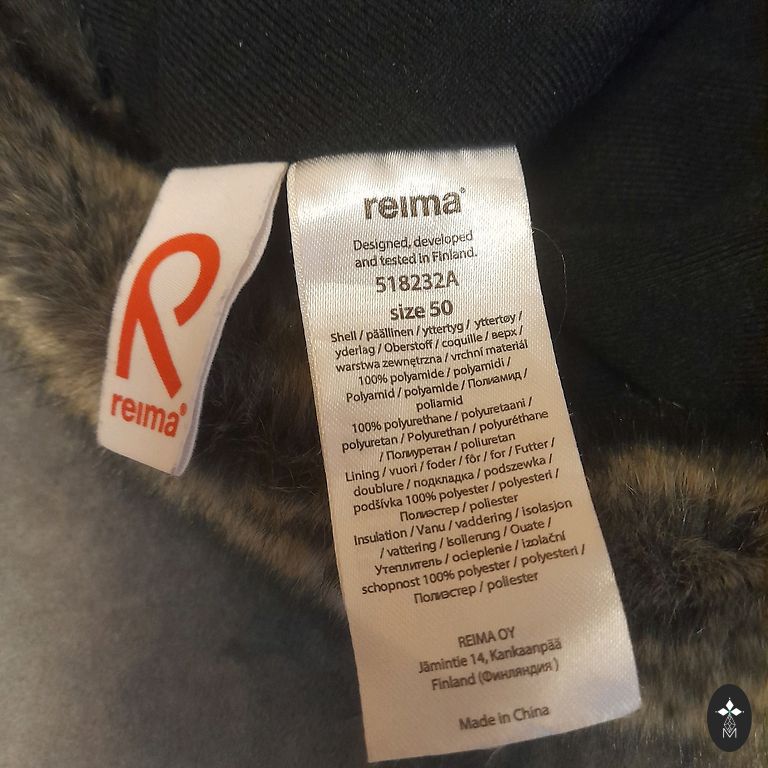 R
reima®
reima®
Designed, developed
and tested in Finland.
518232A
size 50
Shell / päällinen / yttertyg / yttertøy /
yderlag / Oberstoff / coquille / верх /
warstwa zewnętrzna / vrchní materiál
100% polyamide / polyamidi /
Polyamid / polyamide / Полиамид /
poliamid
100% polyurethane / polyuretaani /
polyuretan / Polyurethan / polyuréthane
/ Полиуретан / poliuretan
Lining / vuori / foder / fôr / for / Futter /
doublure / подкладка / podszewka /
podšívka 100% polyester / polyesteri /
Полиэстер / poliester
Insulation / Vanu / vaddering / isolasjon
/ vattering / Isolierung / Ouate /
Утеплитель / ocieplenie / izolační
schopnost 100% polyester / polyesteri /
Полиэстер / poliester
REIMA OY
Jämintie 14, Kankaanpää
Finland (Финляндия )
Made in China
M